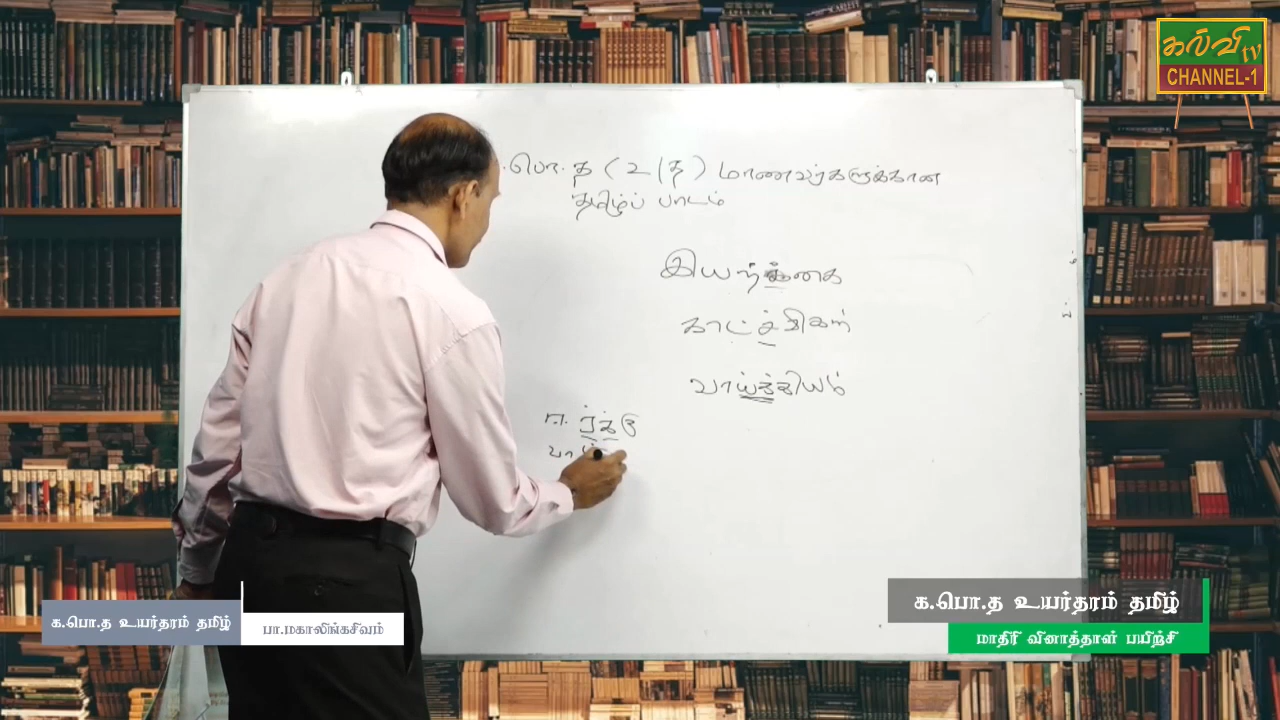 கல்வி tv
CHANNEL-1
.பொ.த (உ/த) மாணவர்களுக்கான
தமிழ்ப் பாடம்
இயற்க்கை
காட்ச்சிகள்
வாய்க்கியம்
ர்க்
க.பொ.த உயர்தரம் தமிழ்
பா.மகாலிங்கசிவம்
க.பொ.த உயர்தரம் தமிழ்
மாதிரி வினாத்தாள் பயிற்சி